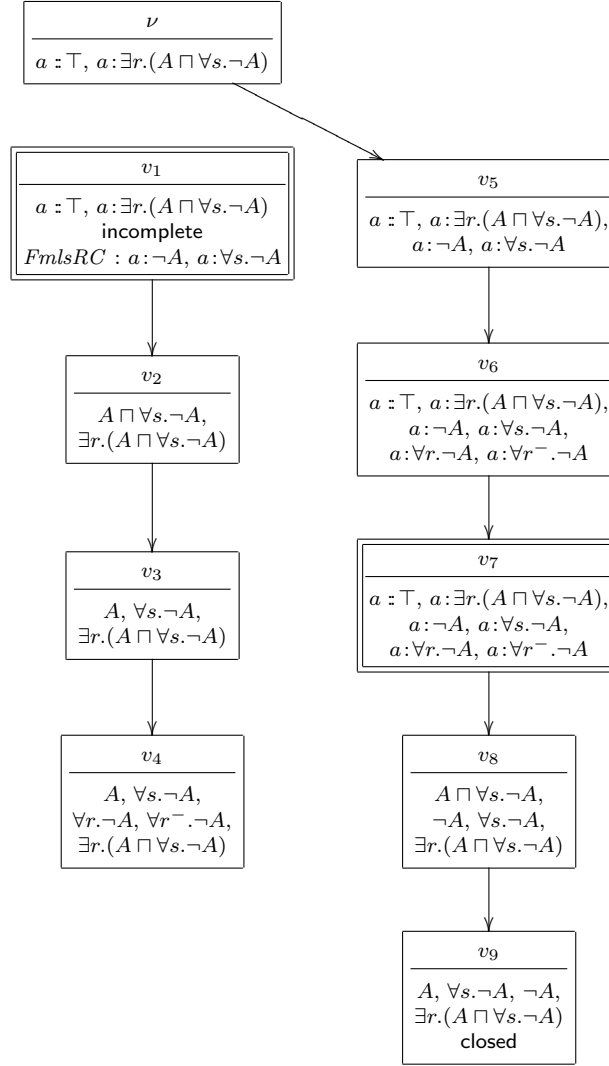 ν
a :: ⊤, a : ∃r.(A ⊓ ∀s.¬A)
v₁
a :: ⊤, a : ∃r.(A ⊓ ∀s.¬A)
incomplete
FmlsRC : a : ¬A, a : ∀s.¬A
v₂
A ⊓ ∀s.¬A,
∃r.(A ⊓ ∀s.¬A)
v₃
A, ∀s.¬A,
∃r.(A ⊓ ∀s.¬A)
v₄
A, ∀s.¬A,
∀r.¬A, ∀r⁻.¬A,
∃r.(A ⊓ ∀s.¬A)
v₅
a :: ⊤, a : ∃r.(A ⊓ ∀s.¬A),
a : ¬A, a : ∀s.¬A
v₆
a :: ⊤, a : ∃r.(A ⊓ ∀s.¬A),
a : ¬A, a : ∀s.¬A,
a : ∀r.¬A, a : ∀r⁻.¬A
v₇
a :: ⊤, a : ∃r.(A ⊓ ∀s.¬A),
a : ¬A, a : ∀s.¬A,
a : ∀r.¬A, a : ∀r⁻.¬A
v₈
A ⊓ ∀s.¬A,
¬A, ∀s.¬A,
∃r.(A ⊓ ∀s.¬A)
v₉
A, ∀s.¬A, ¬A,
∃r.(A ⊓ ∀s.¬A)
closed